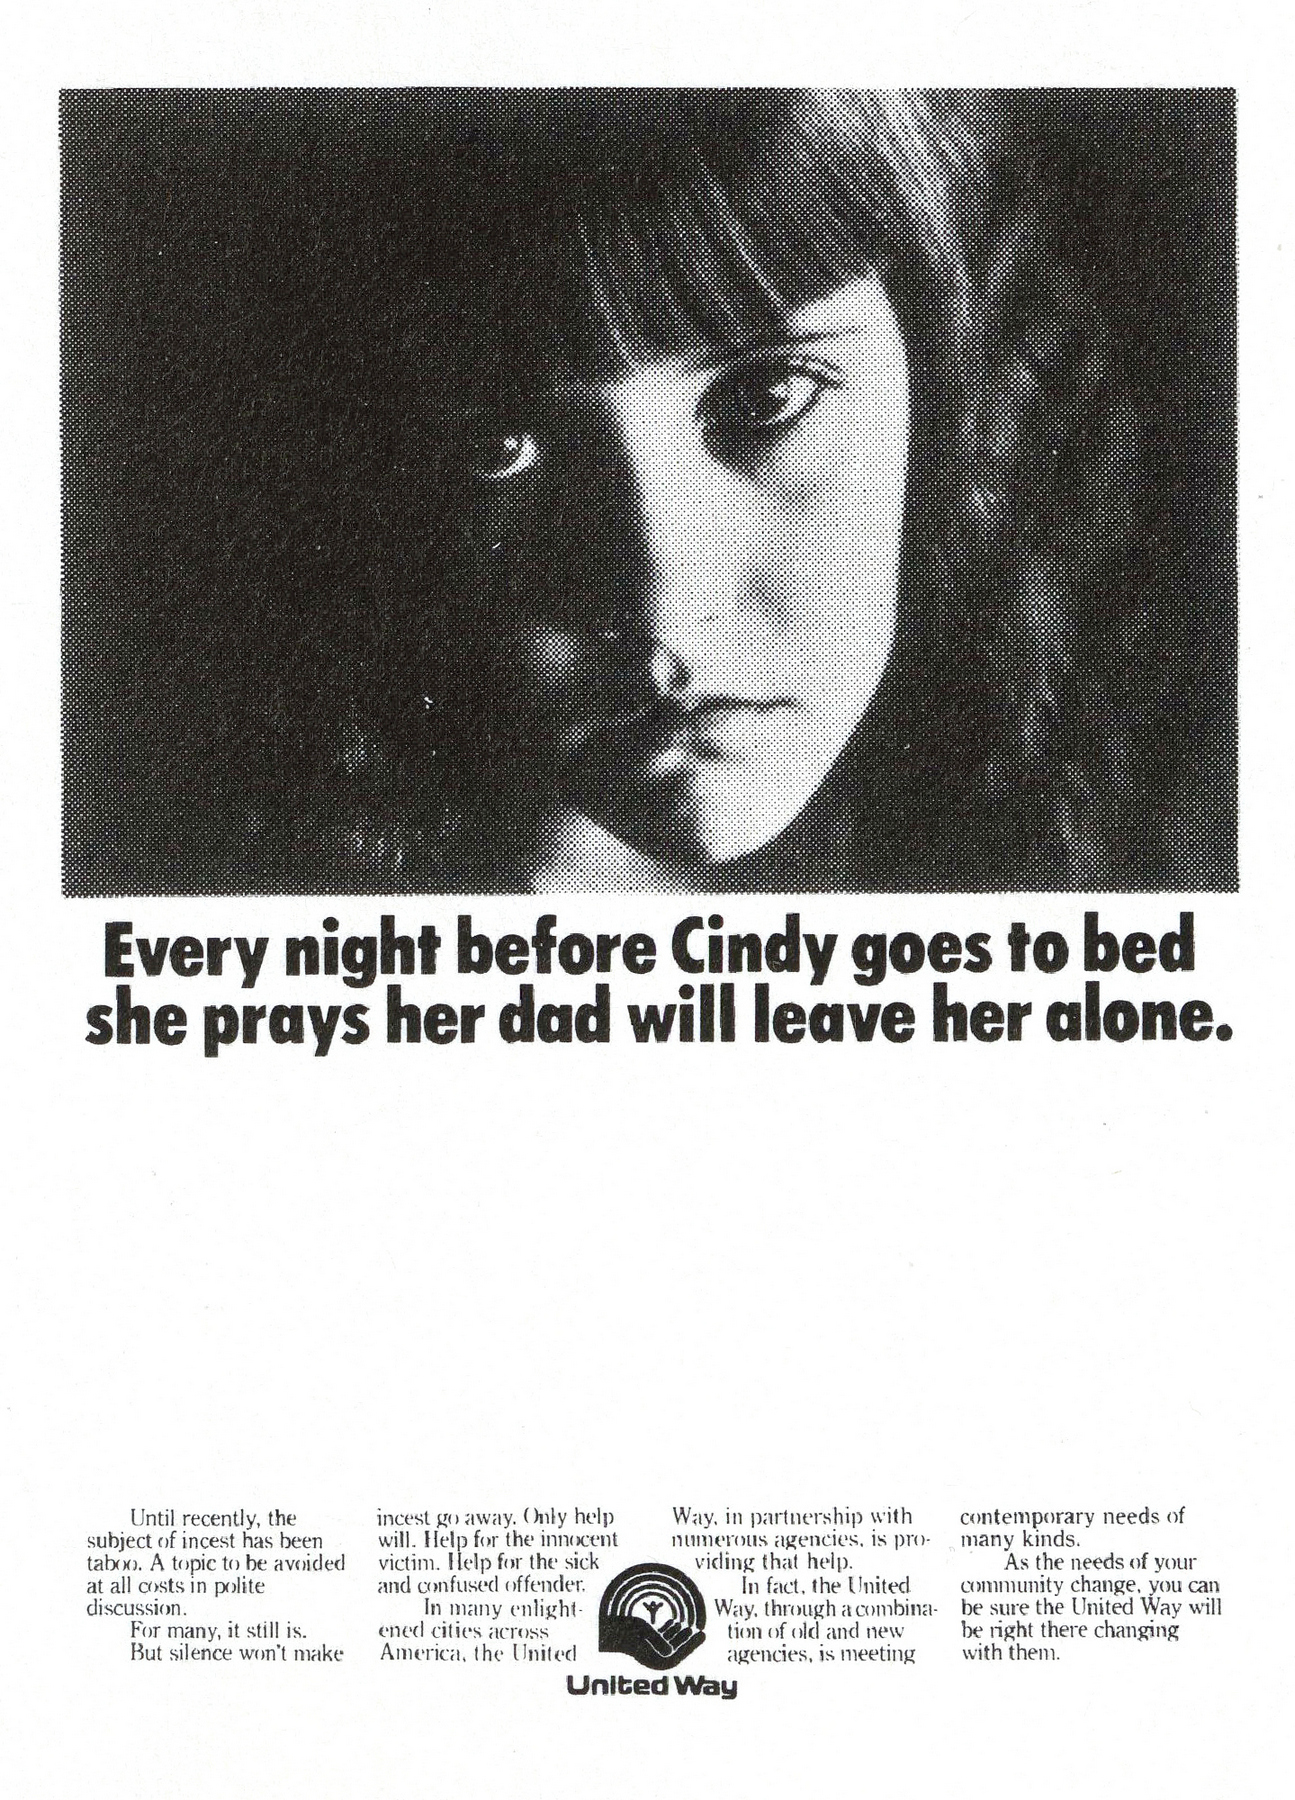 Every night before Cindy goes to bed
she prays her dad will leave her alone.
Until recently, the
subject of incest has been
taboo. A topic to be avoided
at all costs in polite
discussion.
For many, it still is.
But silence won't make
incest go away. Only help
will. Help for the innocent
victim. Help for the sick
and confused offender.
In many enlight-
ened cities across
America, the United
Way, in partnership with
numerous agencies, is pro-
viding that help.
In fact, the United
Way, through a combina-
tion of old and new
agencies, is meeting
contemporary needs of
many kinds.
As the needs of your
community change, you can
be sure the United Way will
be right there changing
with them.
United Way